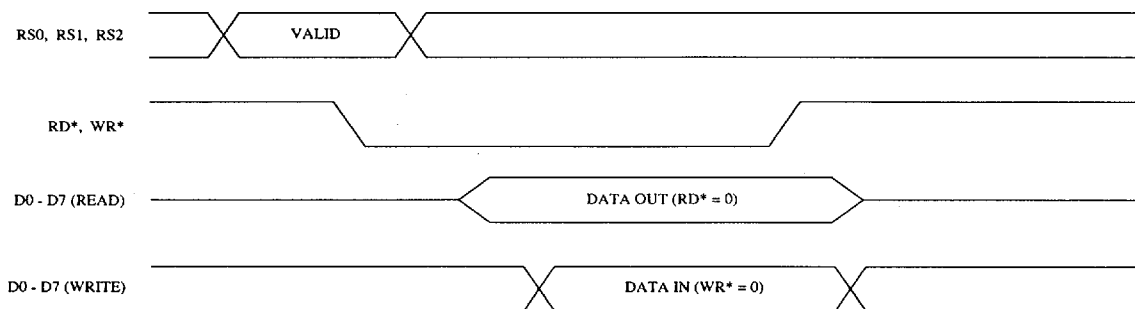 RS0, RS1, RS2
VALID
RD*, WR*
D0 - D7 (READ)
DATA OUT (RD* = 0)
D0 - D7 (WRITE)
DATA IN (WR* = 0)